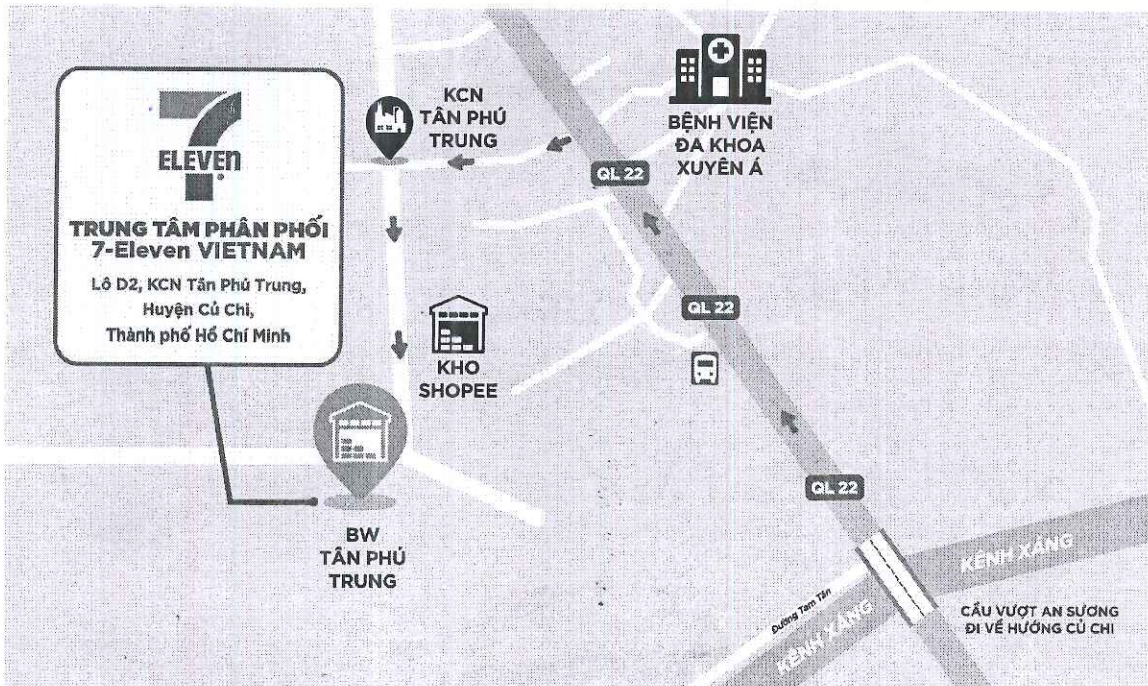 7
ELEVEn
TRUNG TÂM PHÂN PHỐI
7-Eleven VIETNAM
Lô D2, KCN Tân Phú Trung,
Huyện Củ Chi,
Thành phố Hồ Chí Minh
KCN
TÂN PHÚ
TRUNG
BỆNH VIỆN
ĐA KHOA
XUYÊN Á
QL 22
QL 22
KHO
SHOPEE
QL 22
BW
TÂN PHÚ
TRUNG
KÊNH XÁNG
Đường Tam Tân
KÊNH XÁNG
CẦU VƯỢT AN SƯƠNG
ĐI VỀ HƯỚNG CỦ CHI